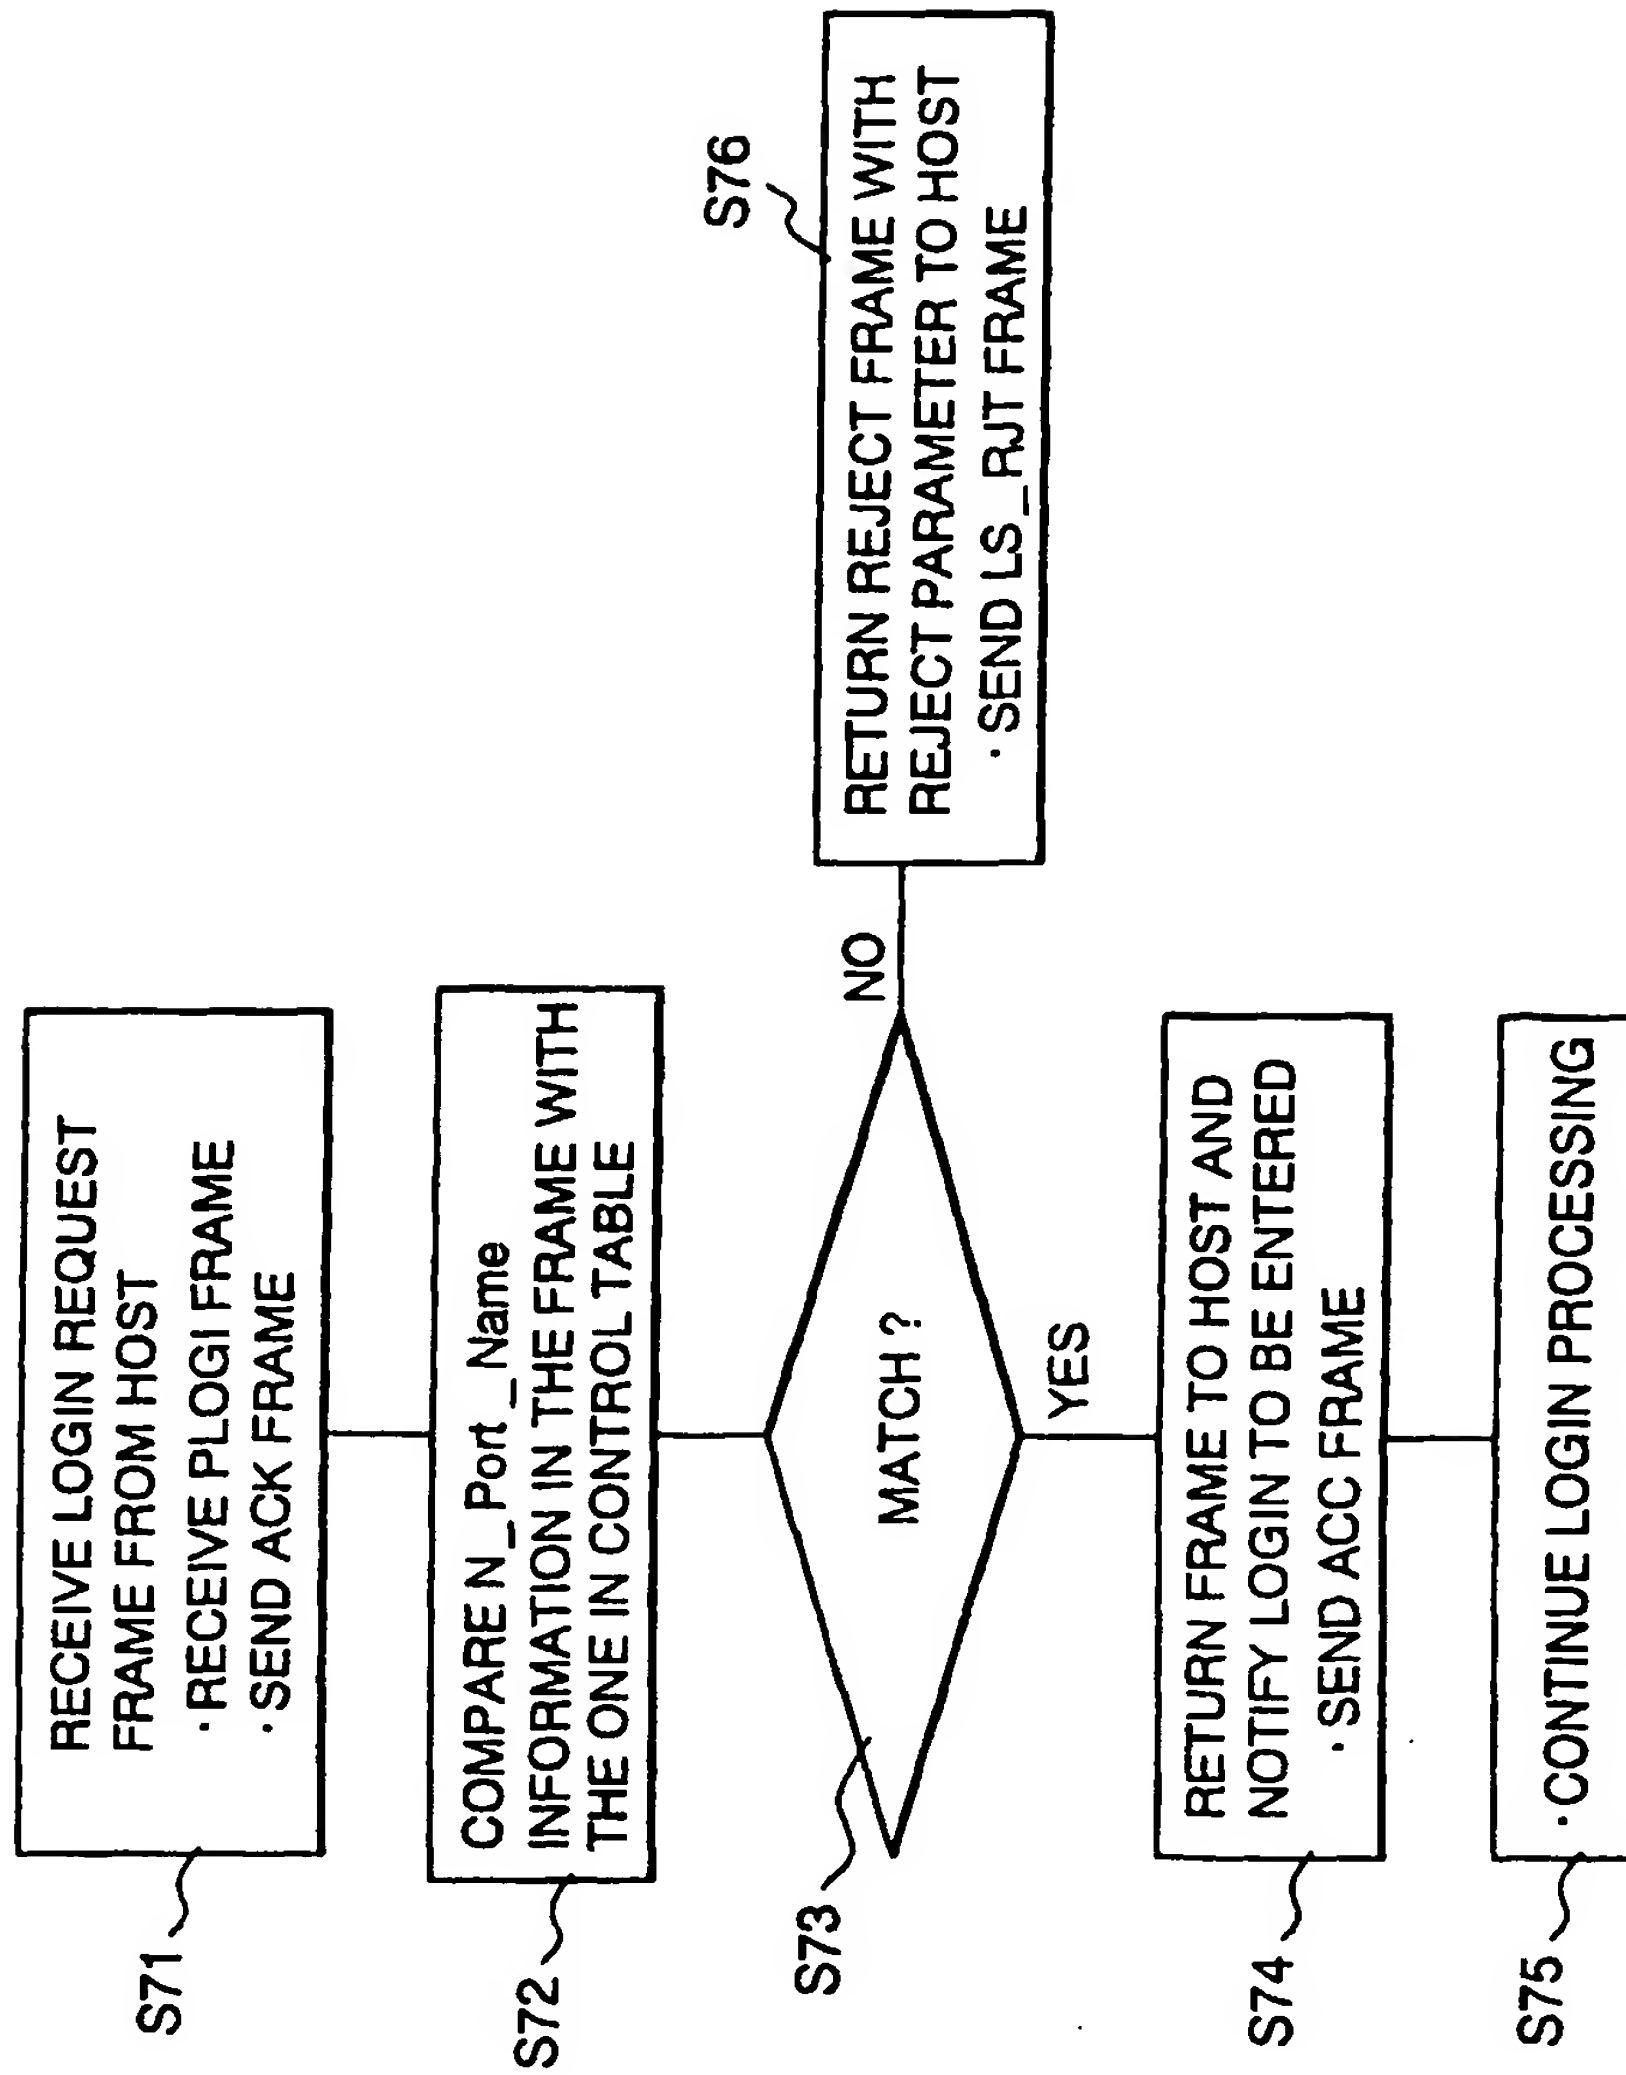 S71
RECEIVE LOGIN REQUEST
FRAME FROM HOST
·RECEIVE PLOGI FRAME
·SEND ACK FRAME
S72
COMPARE N_Port_Name
INFORMATION IN THE FRAME WITH
THE ONE IN CONTROL TABLE
S73
MATCH ?
NO
S76
RETURN REJECT FRAME WITH
REJECT PARAMETER TO HOST
·SEND LS_RJT FRAME
YES
S74
RETURN FRAME TO HOST AND
NOTIFY LOGIN TO BE ENTERED
·SEND ACC FRAME
S75
·CONTINUE LOGIN PROCESSING